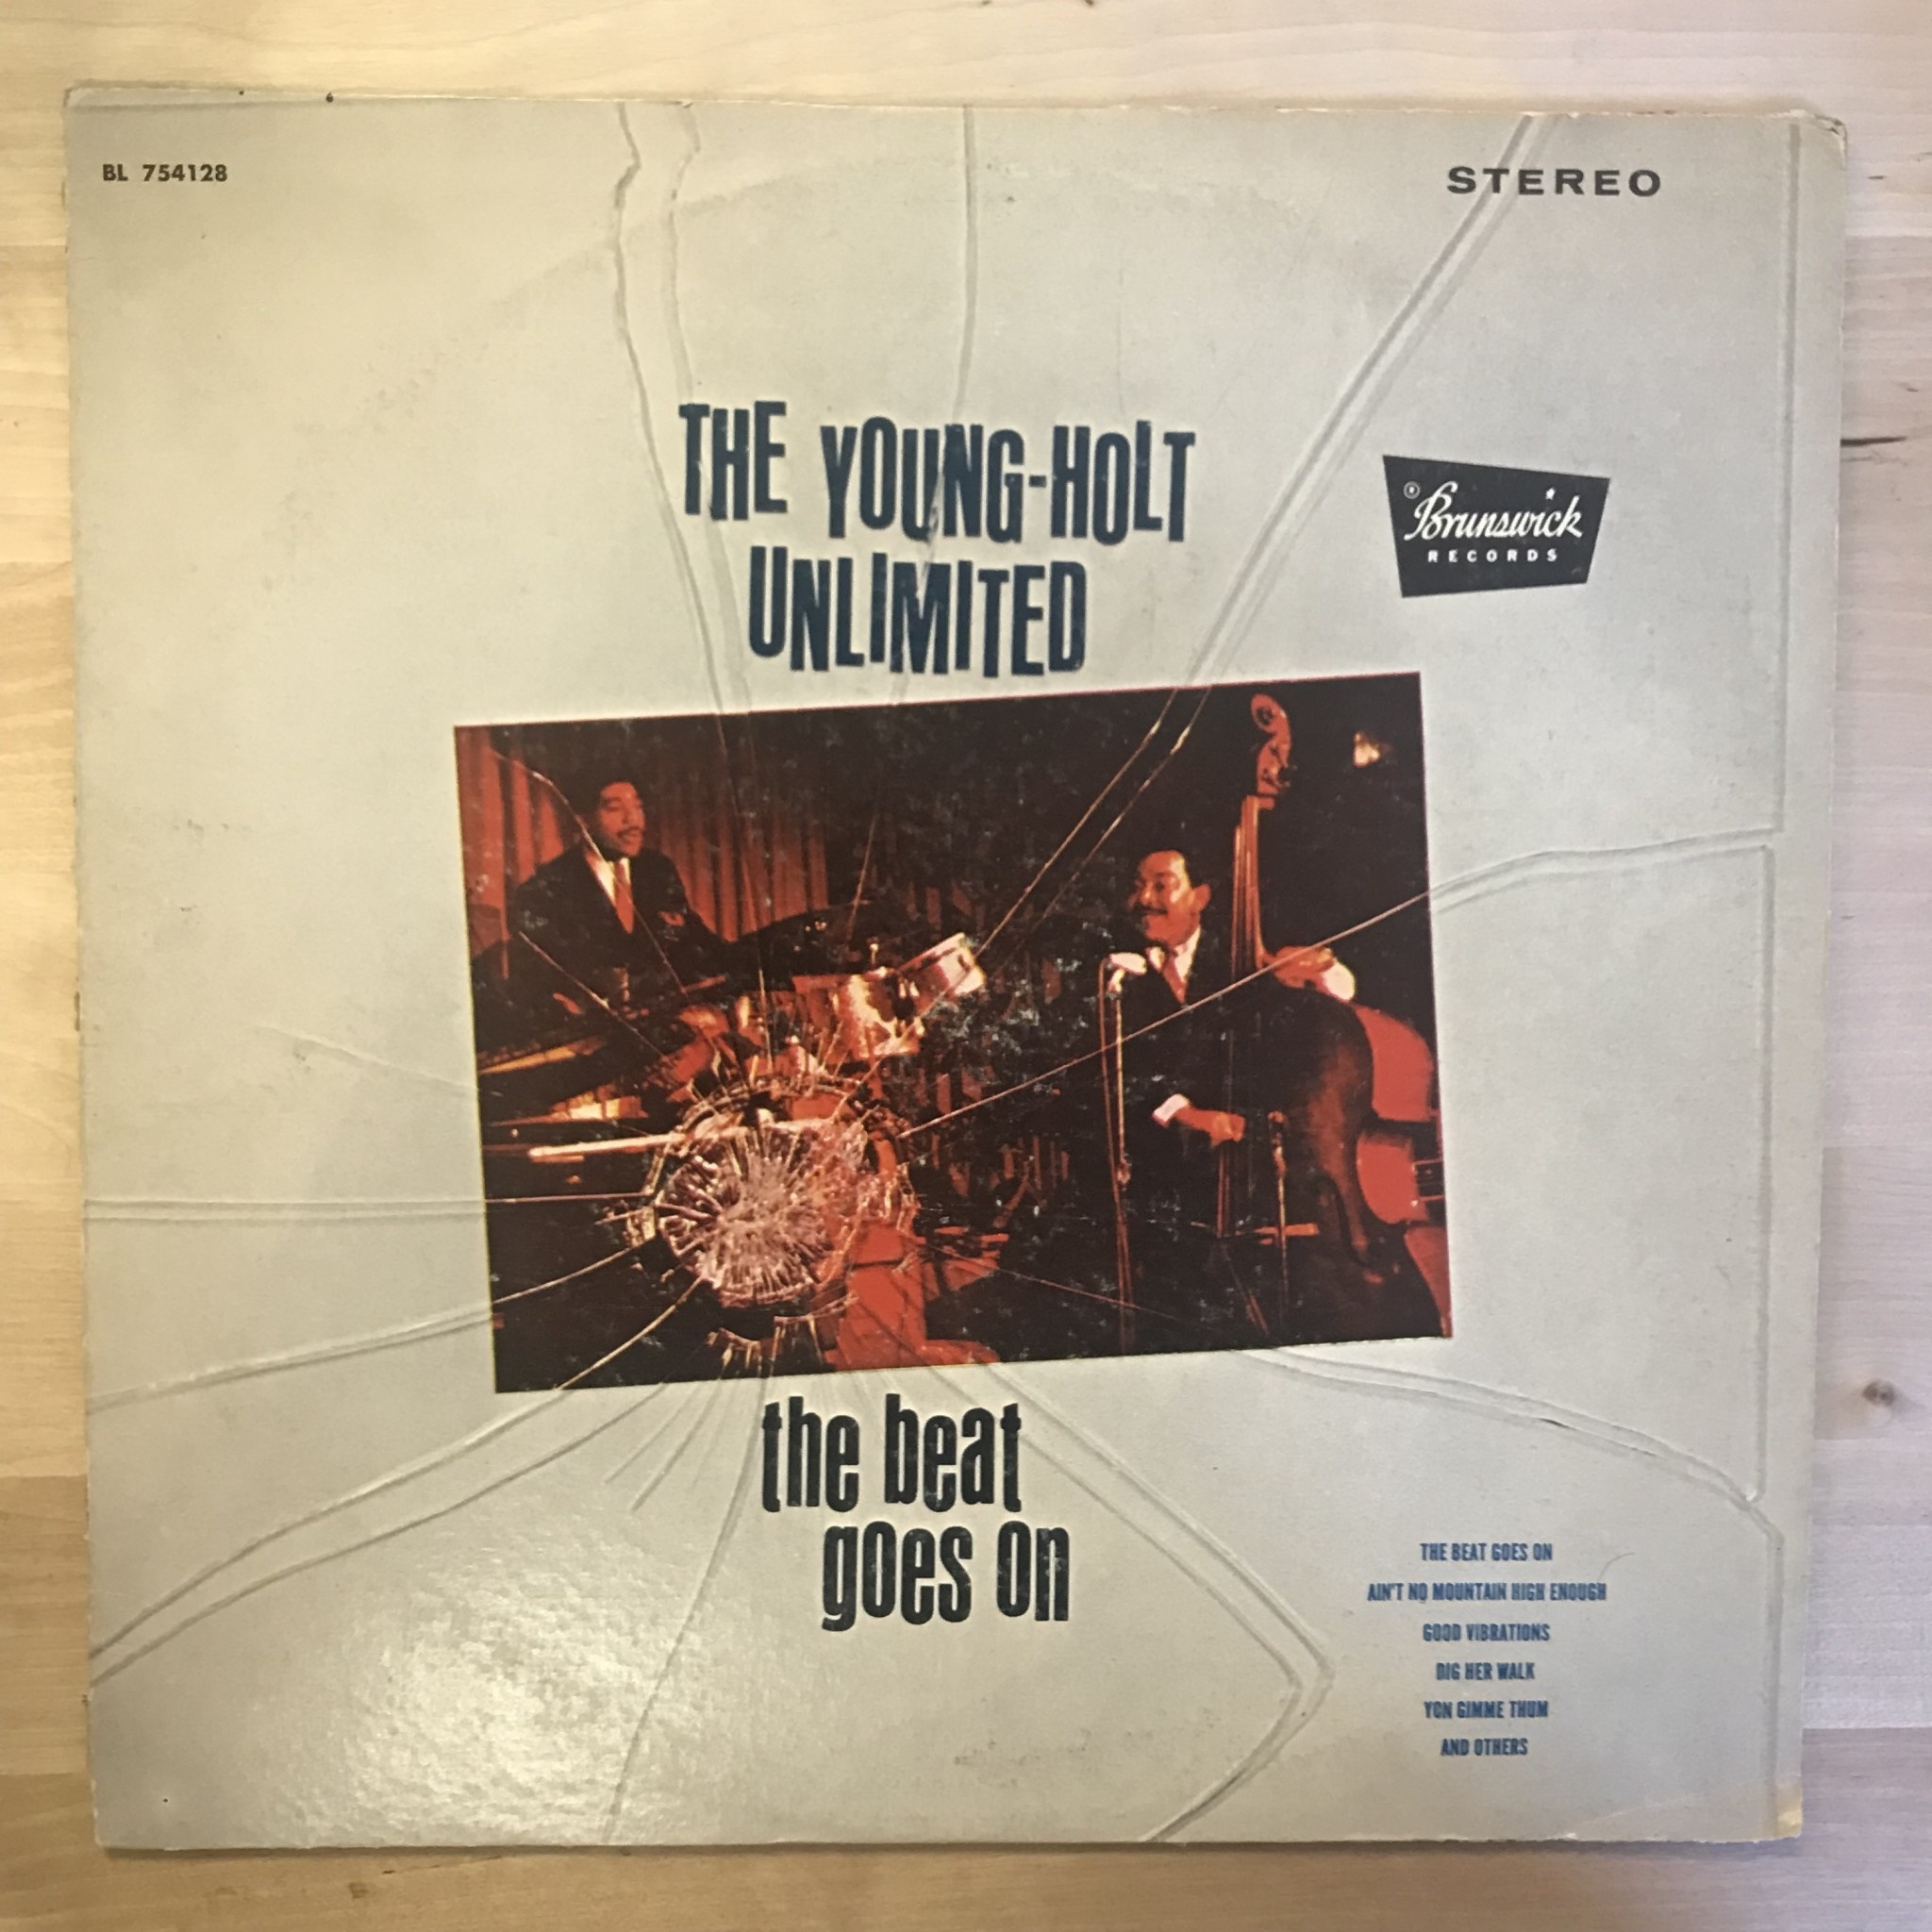 BL 754128
STEREO
THE YOUNG-HOLT
UNLIMITED
® Brunswick
RECORDS
the beat
goes on
THE BEAT GOES ON
AIN'T NO MOUNTAIN HIGH ENOUGH
GOOD VIBRATIONS
DIG HER WALK
YON GIMME THUM
AND OTHERS